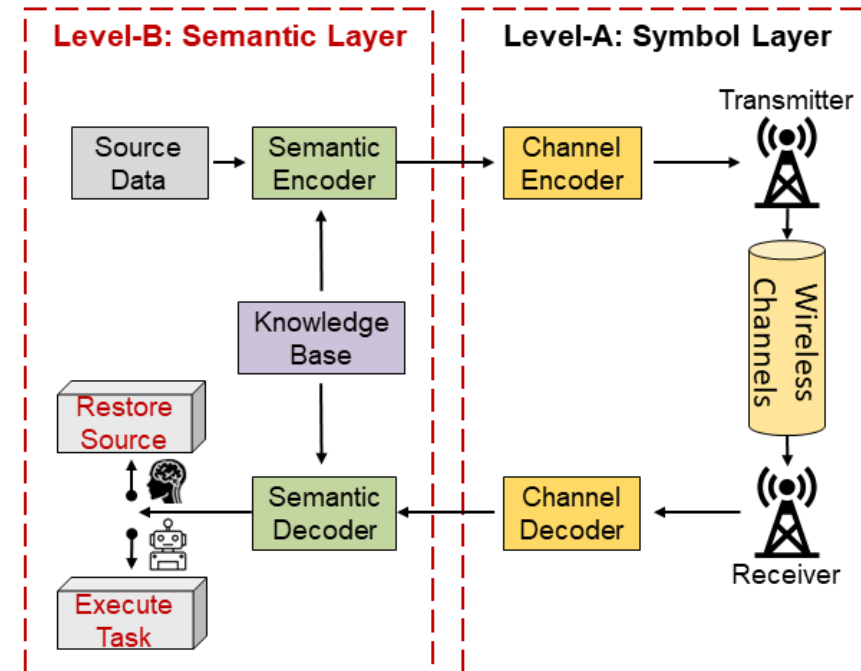 Level-B: Semantic Layer
Level-A: Symbol Layer
Transmitter
Source
Data
Semantic
Encoder
Channel
Encoder
Wireless
Channels
Knowledge
Base
Restore
Source
Semantic
Decoder
Channel
Decoder
Receiver
Execute
Task